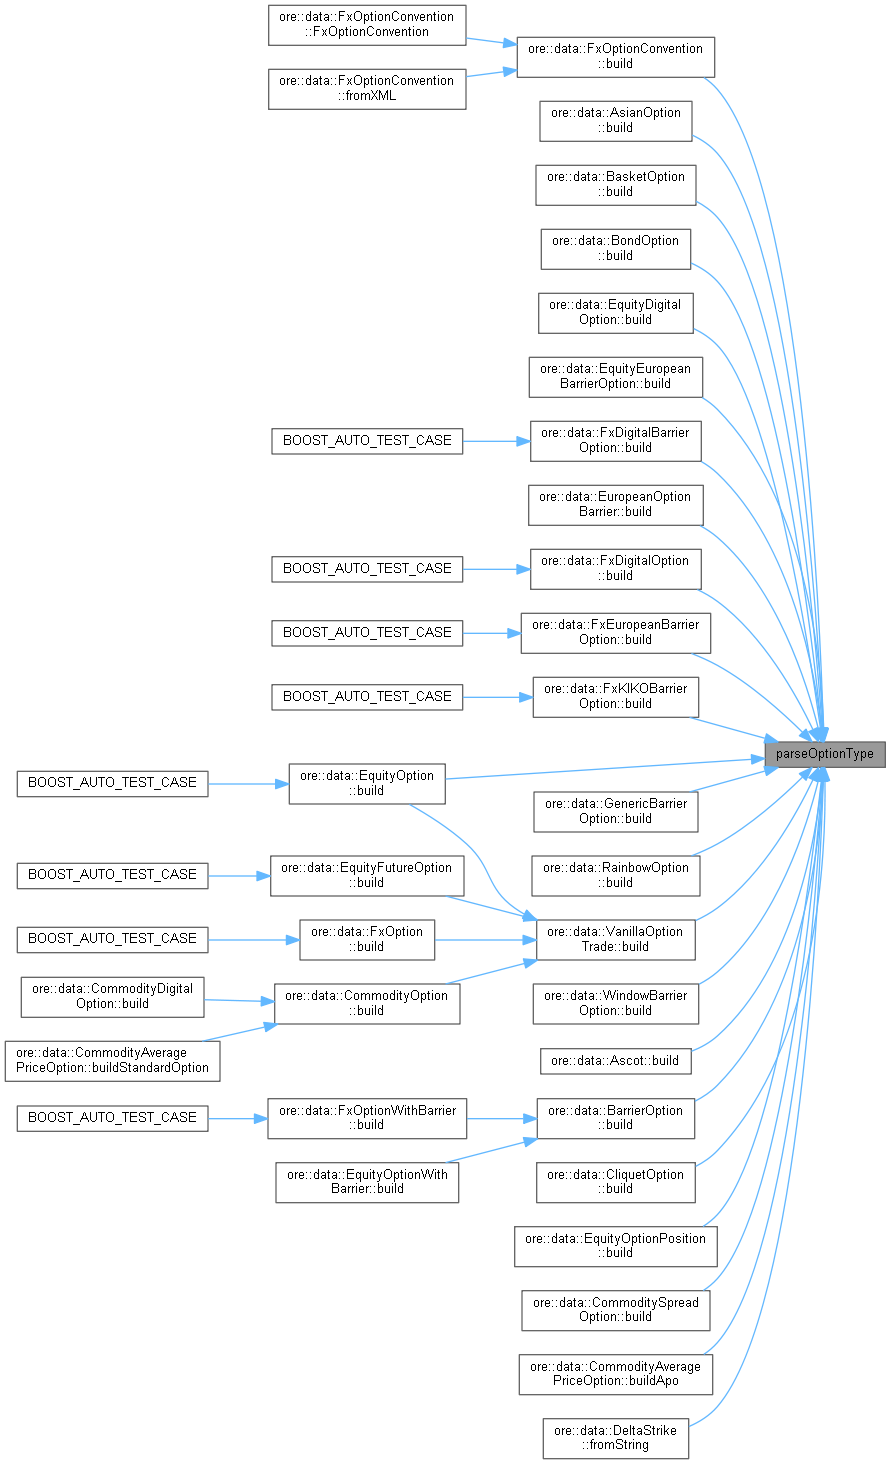 ore::data::FxOptionConvention
::FxOptionConvention
ore::data::FxOptionConvention
::build
ore::data::FxOptionConvention
::fromXML
ore::data::AsianOption
::build
ore::data::BasketOption
::build
ore::data::BondOption
::build
ore::data::EquityDigital
Option::build
ore::data::EquityEuropean
BarrierOption::build
BOOST_AUTO_TEST_CASE
ore::data::FxDigitalBarrier
Option::build
ore::data::EuropeanOption
Barrier::build
BOOST_AUTO_TEST_CASE
ore::data::FxDigitalOption
::build
BOOST_AUTO_TEST_CASE
ore::data::FxEuropeanBarrier
Option::build
BOOST_AUTO_TEST_CASE
ore::data::FxKIKOBarrier
Option::build
parseOptionType
BOOST_AUTO_TEST_CASE
ore::data::EquityOption
::build
ore::data::GenericBarrier
Option::build
BOOST_AUTO_TEST_CASE
ore::data::EquityFutureOption
::build
ore::data::RainbowOption
::build
BOOST_AUTO_TEST_CASE
ore::data::FxOption
::build
ore::data::VanillaOption
Trade::build
ore::data::CommodityDigital
Option::build
ore::data::CommodityOption
::build
ore::data::WindowBarrier
Option::build
ore::data::CommodityAverage
PriceOption::buildStandardOption
ore::data::Ascot::build
BOOST_AUTO_TEST_CASE
ore::data::FxOptionWithBarrier
::build
ore::data::BarrierOption
::build
ore::data::EquityOptionWith
Barrier::build
ore::data::CliquetOption
::build
ore::data::EquityOptionPosition
::build
ore::data::CommoditySpread
Option::build
ore::data::CommodityAverage
PriceOption::buildApo
ore::data::DeltaStrike
::fromString